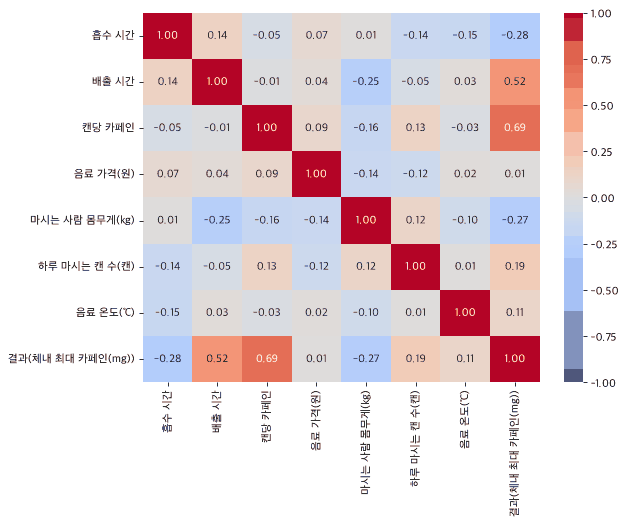 흡수 시간 1.00 0.14 −0.05 0.07 0.01 −0.14 −0.15 −0.28
배출 시간 0.14 1.00 −0.01 0.04 −0.25 −0.05 0.03 0.52
캔당 카페인 −0.05 −0.01 1.00 0.09 −0.16 0.13 −0.03 0.69
음료 가격(원) 0.07 0.04 0.09 1.00 −0.14 −0.12 0.02 0.01
마시는 사람 몸무게(kg) 0.01 −0.25 −0.16 −0.14 1.00 0.12 −0.10 −0.27
하루 마시는 캔 수(캔) −0.14 −0.05 0.13 −0.12 0.12 1.00 0.01 0.19
음료 온도(℃) −0.15 0.03 −0.03 0.02 −0.10 0.01 1.00 0.11
결과(체내 최대 카페인(mg)) −0.28 0.52 0.69 0.01 −0.27 0.19 0.11 1.00
흡수 시간
배출 시간
캔당 카페인
음료 가격(원)
마시는 사람 몸무게(kg)
하루 마시는 캔 수(캔)
음료 온도(℃)
결과(체내 최대 카페인(mg))
1.00
0.75
0.50
0.25
0.00
−0.25
−0.50
−0.75
−1.00